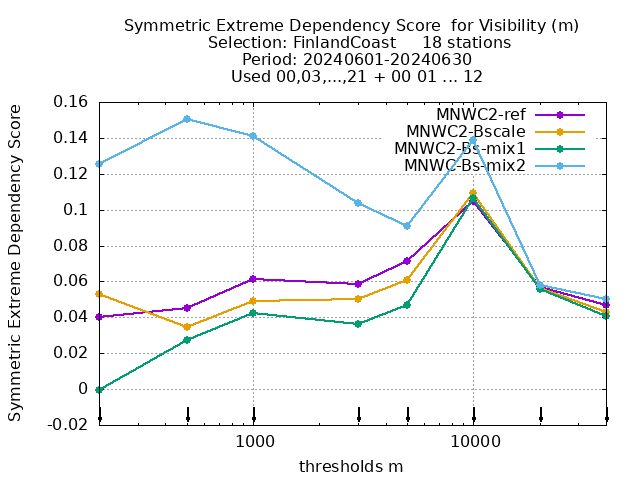 Symmetric Extreme Dependency Score  for Visibility (m)
Selection: FinlandCoast     18 stations
Period: 20240601-20240630
Used 00,03,...,21 + 00 01 ... 12
Symmetric Extreme Dependency Score
0.16
0.14
0.12
0.1
0.08
0.06
0.04
0.02
0
-0.02
MNWC2-ref
MNWC2-Bscale
MNWC2-Bs-mix1
MNWC-Bs-mix2
1000
10000
thresholds m